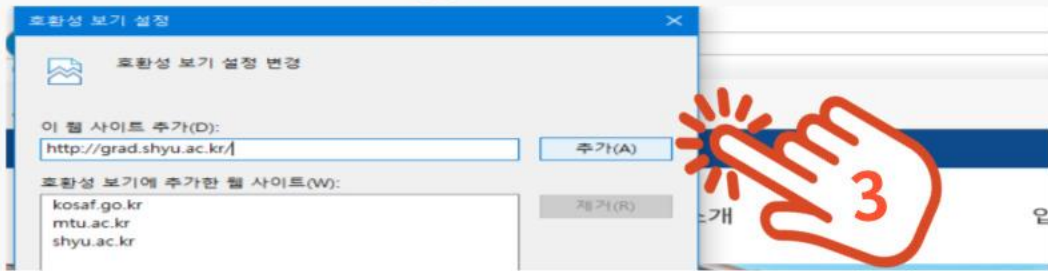 호환성 보기 설정
호환성 보기 설정 변경
이 웹 사이트 추가(D):
http://grad.shyu.ac.kr/
추가(A)
호환성 보기에 추가한 웹 사이트(W):
kosaf.go.kr
mtu.ac.kr
shyu.ac.kr
제거(R)
3